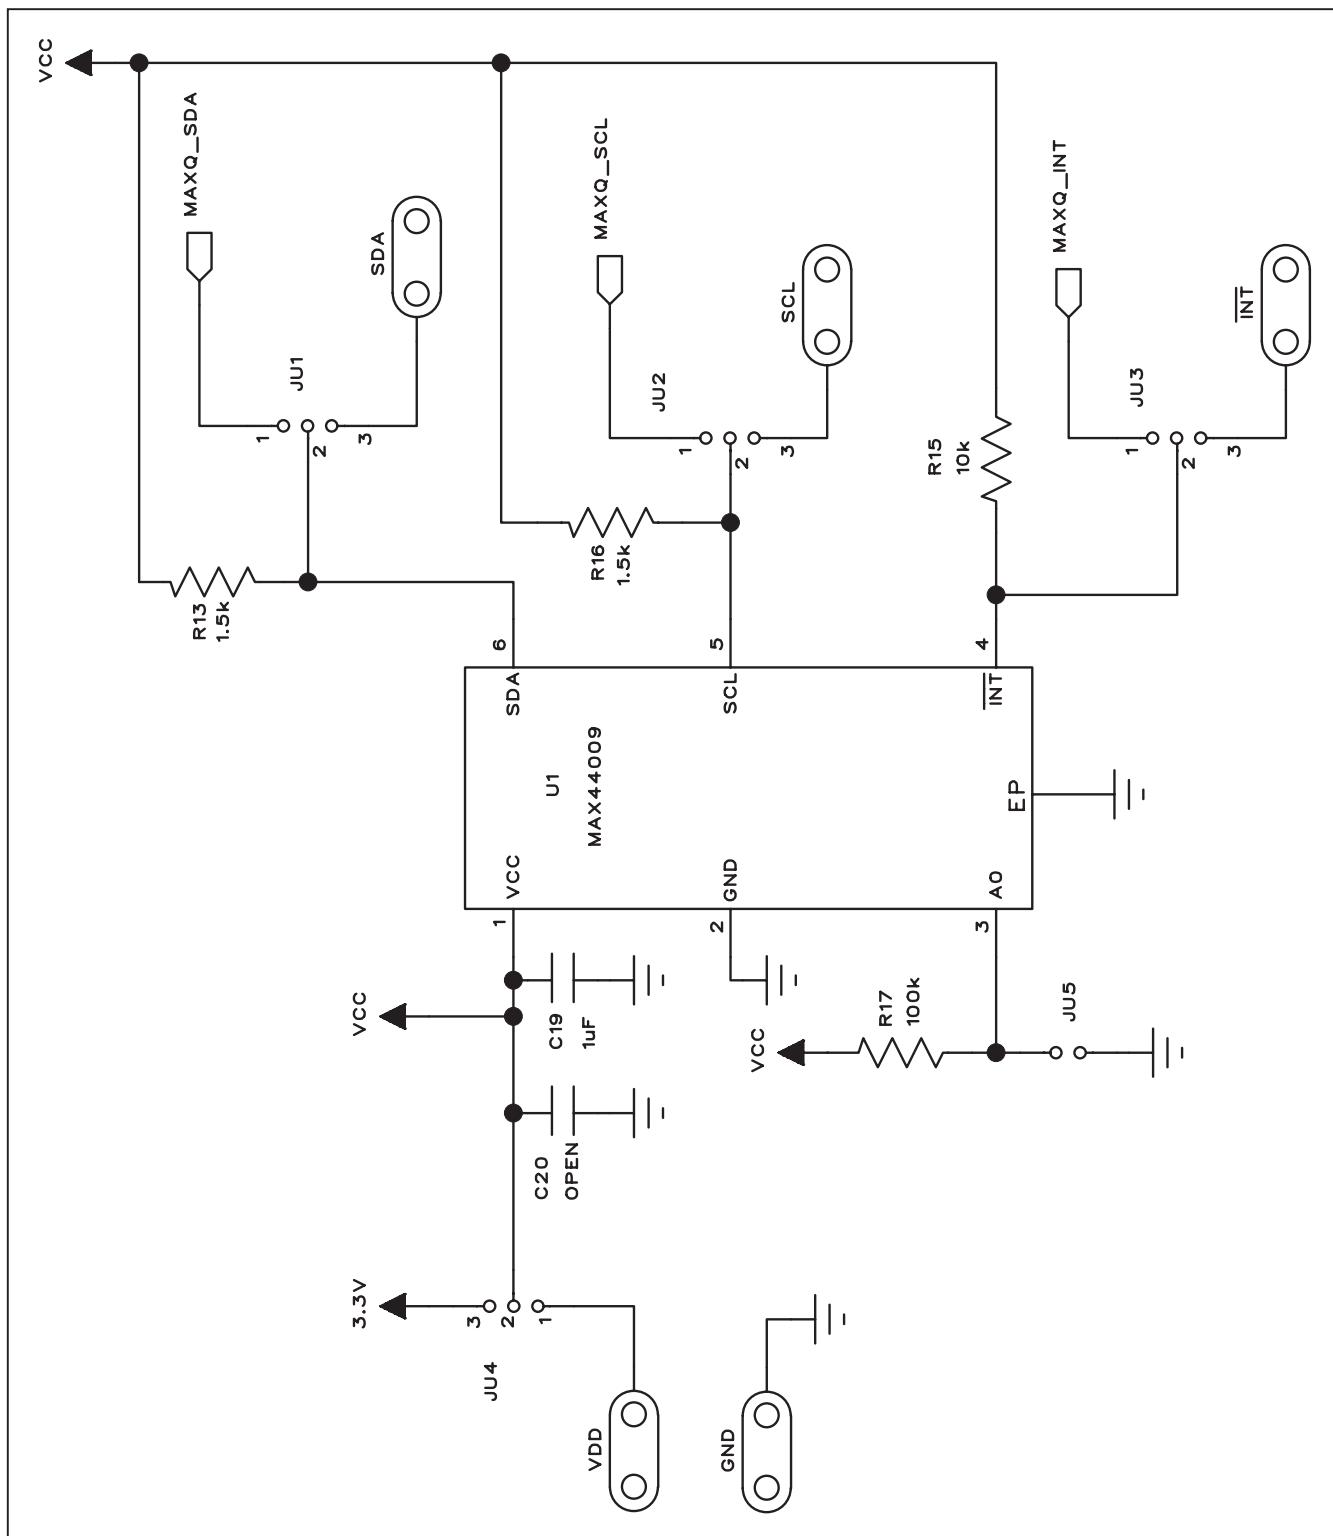 VCC
MAXQ_SDA
SDA
JU1
1
2
3
R13
1.5k
MAXQ_SCL
SCL
JU2
1
2
3
R16
1.5k
MAXQ_INT
INT
JU3
1
2
3
R15
10k
6
5
4
SDA
SCL
INT
U1
MAX44009
EP
VCC
GND
A0
1
2
3
VCC
C19
1uF
C20
OPEN
VCC
R17
100k
JU5
3.3V
3
2
1
JU4
VDD
GND